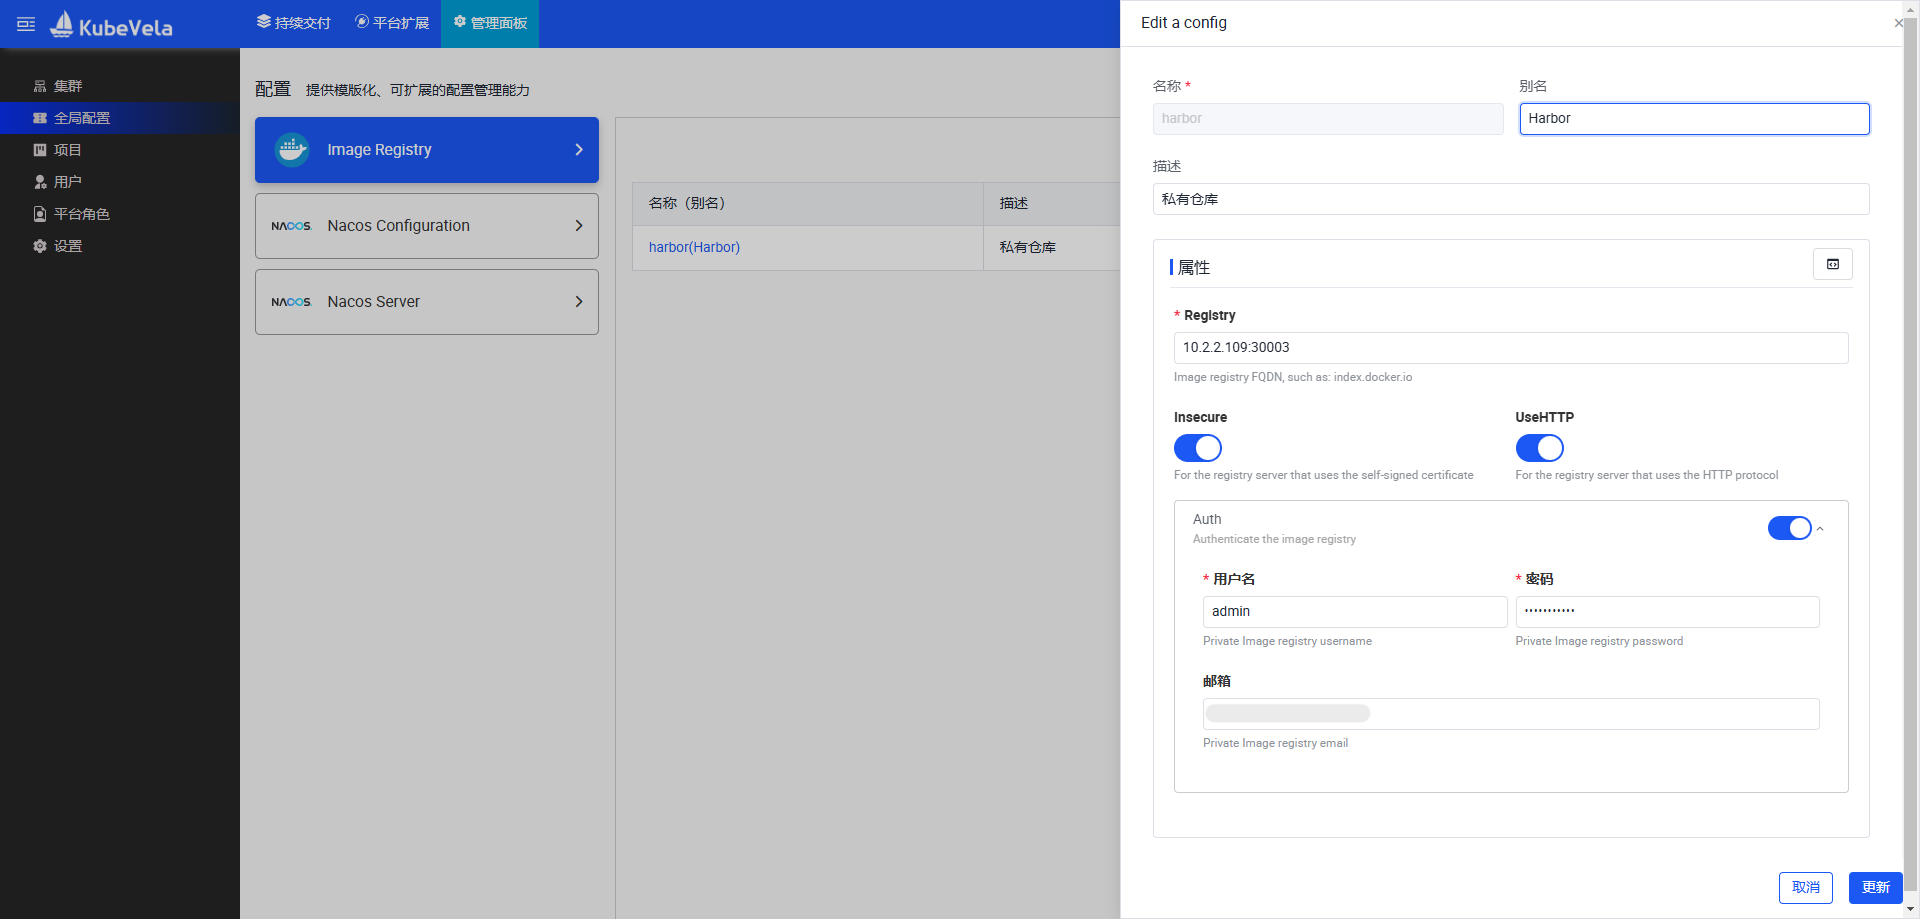 KubeVela
持续交付
平台扩展
管理面板
集群
全局配置
项目
用户
平台角色
设置
配置 提供模版化、可扩展的配置管理能力
Image Registry
NACOS. Nacos Configuration
NACOS. Nacos Server
名称（别名） 描述
harbor(Harbor) 私有仓库
Edit a config
名称 * 别名
harbor Harbor
描述
私有仓库
属性
* Registry
10.2.2.109:30003
Image registry FQDN, such as: index.docker.io
Insecure UseHTTP
For the registry server that uses the self-signed certificate For the registry server that uses the HTTP protocol
Auth
Authenticate the image registry
* 用户名 * 密码
admin ···········
Private Image registry username Private Image registry password
邮箱
Private Image registry email
取消 更新